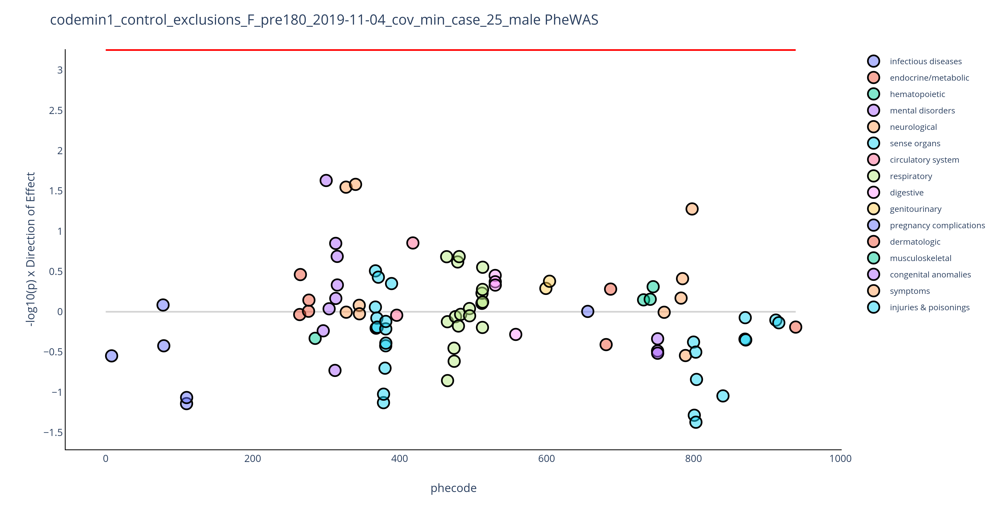 codemin1_control_exclusions_F_pre180_2019-11-04_cov_min_case_25_male PheWAS
-log10(p) x Direction of Effect
3
2.5
2
1.5
1
0.5
0
−0.5
−1
−1.5
0 200 400 600 800 1000
phecode
infectious diseases
endocrine/metabolic
hematopoietic
mental disorders
neurological
sense organs
circulatory system
respiratory
digestive
genitourinary
pregnancy complications
dermatologic
musculoskeletal
congenital anomalies
symptoms
injuries & poisonings